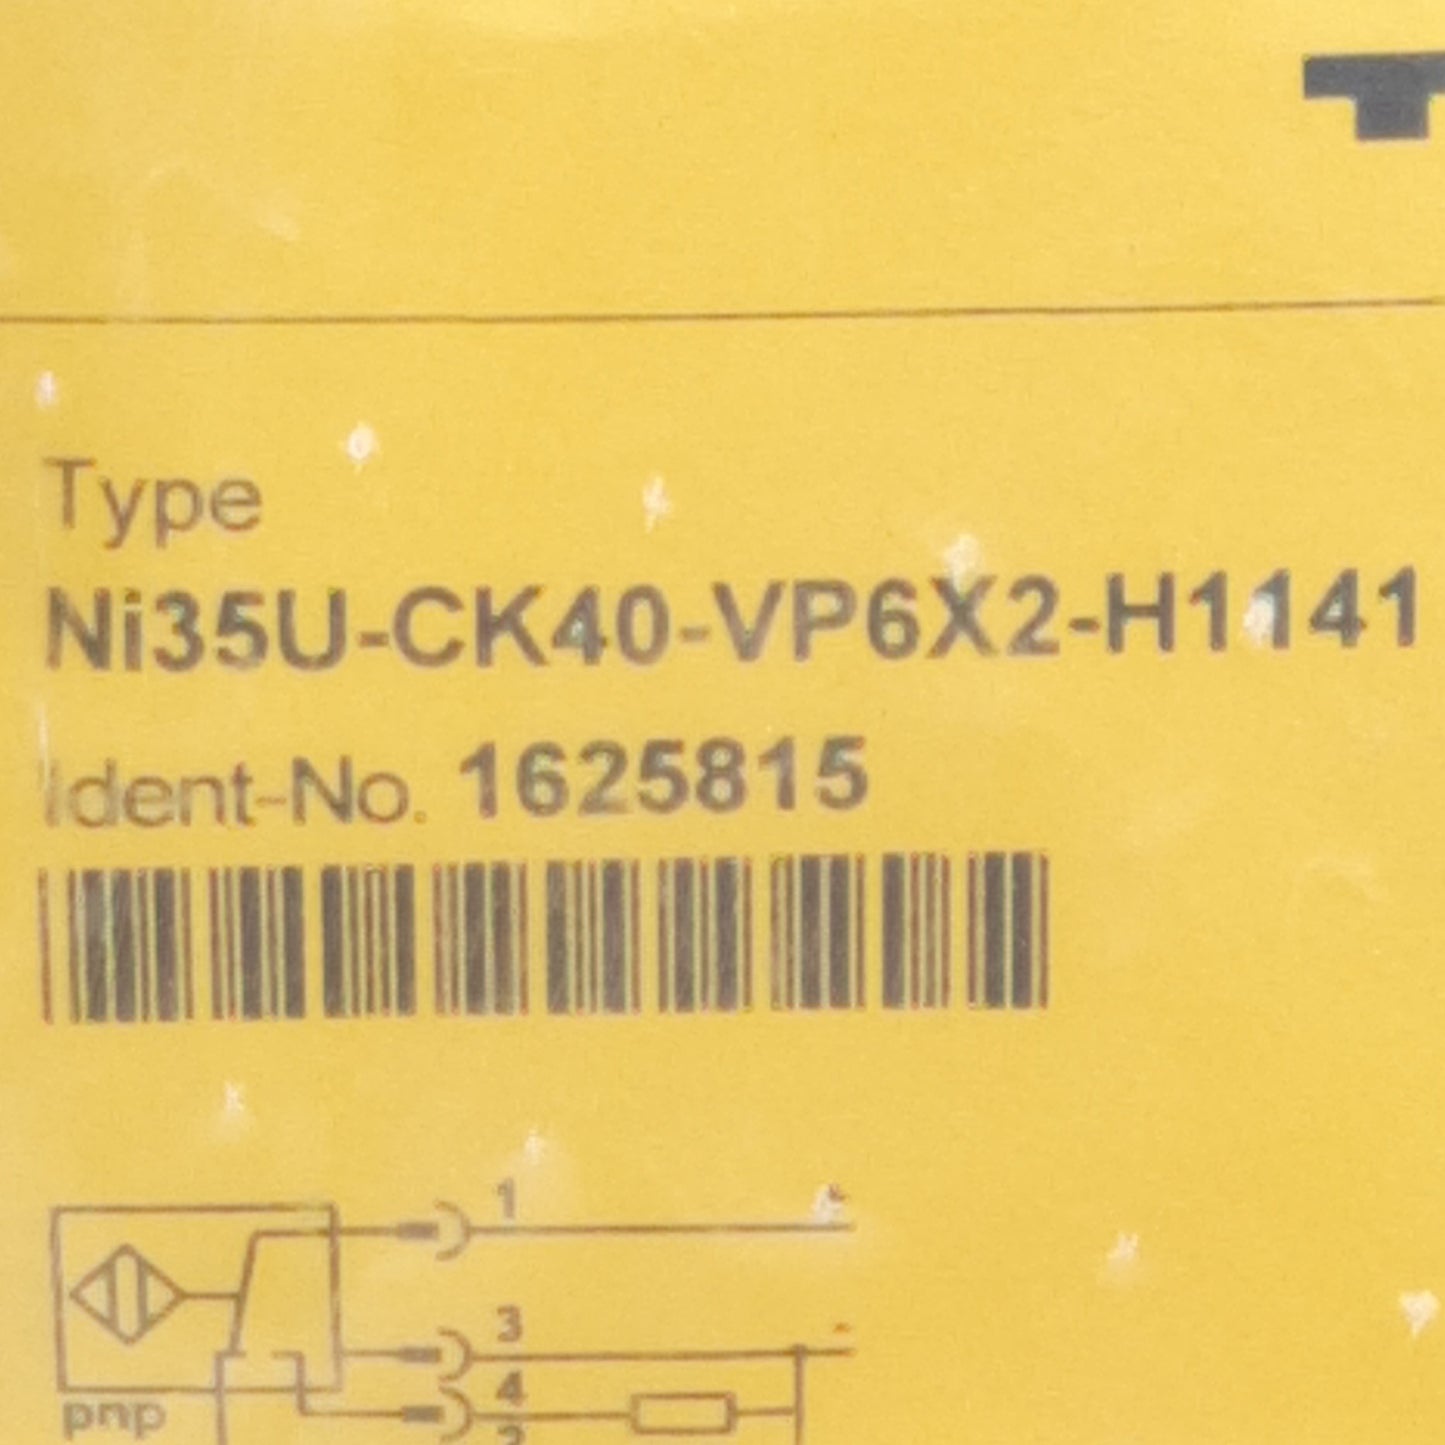 T
Type
Ni35U-CK40-VP6X2-H1141
Ident-No. 1625815
1
3
-
4
pnp